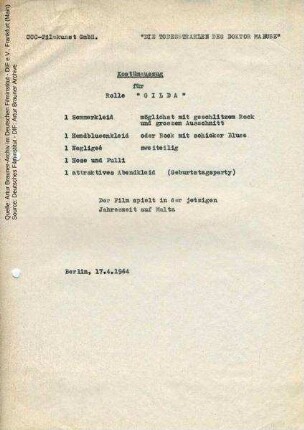 CCC-Filmkunst GmbH. "DIE TODESSTRAHLEN DES DOKTOR MABUSE"
Kostümauszug
für
Rolle "G I L D A"
1 Sommerkleid möglichst mit geschlitzem Rock
und grossem Ausschnitt
1 Hemdblusenkleid oder Rock mit schicker Bluse
1 Negligeé zweiteilig
1 Hose und Pulli
1 attraktives Abendkleid (Geburtstagsparty)
Der Film spielt in der jetzigen
Jahreszeit auf Malta
Berlin, 17.4.1964
Quelle: Artur Brauner-Archiv im Deutschen Filminstitut - DIF e.V., Frankfurt (Main)
Source: Deutsches Filminstitut - DIF, Artur Brauner Archive